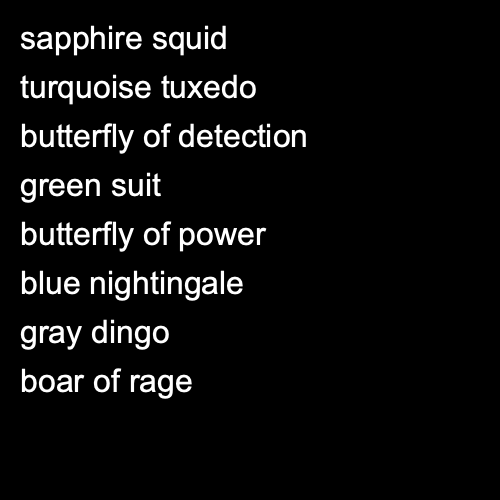 sapphire squid
turquoise tuxedo
butterfly of detection
green suit
butterfly of power
blue nightingale
gray dingo
boar of rage